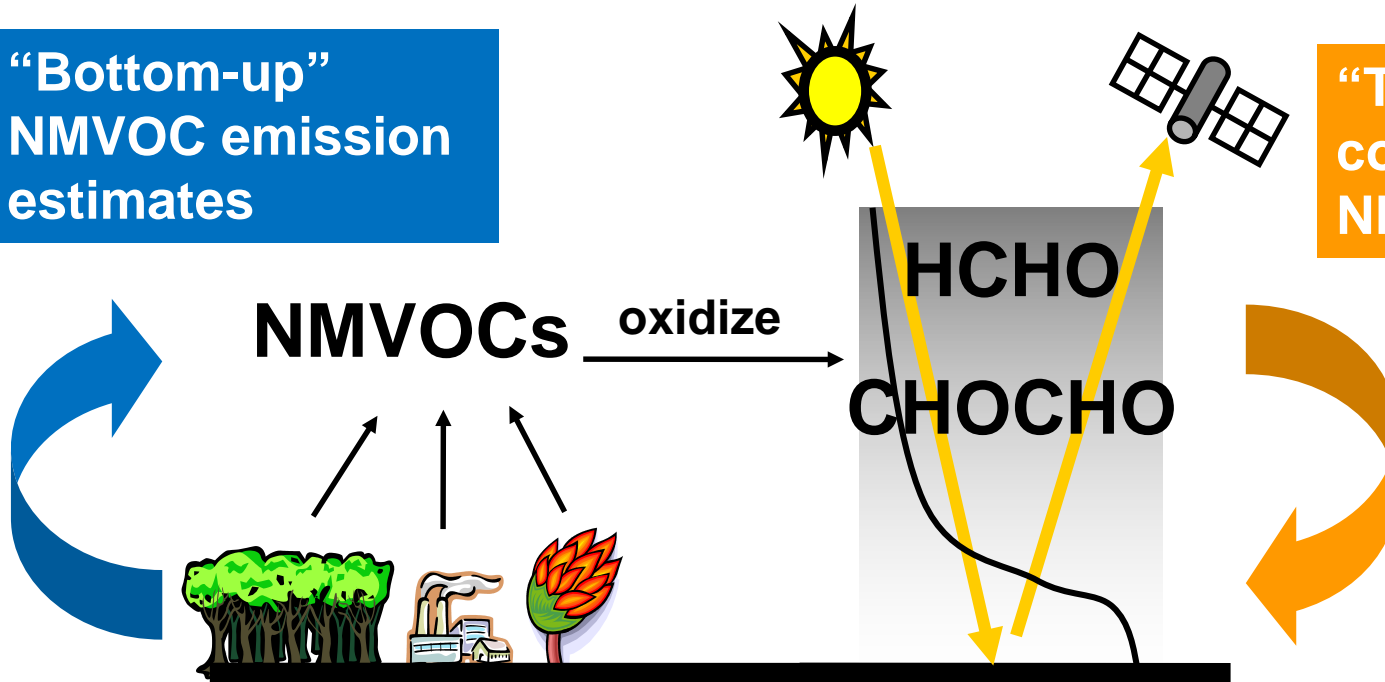 “Bottom-up”
NMVOC emission
estimates
NMVOCs
oxidize
HCHO
CHOCHO